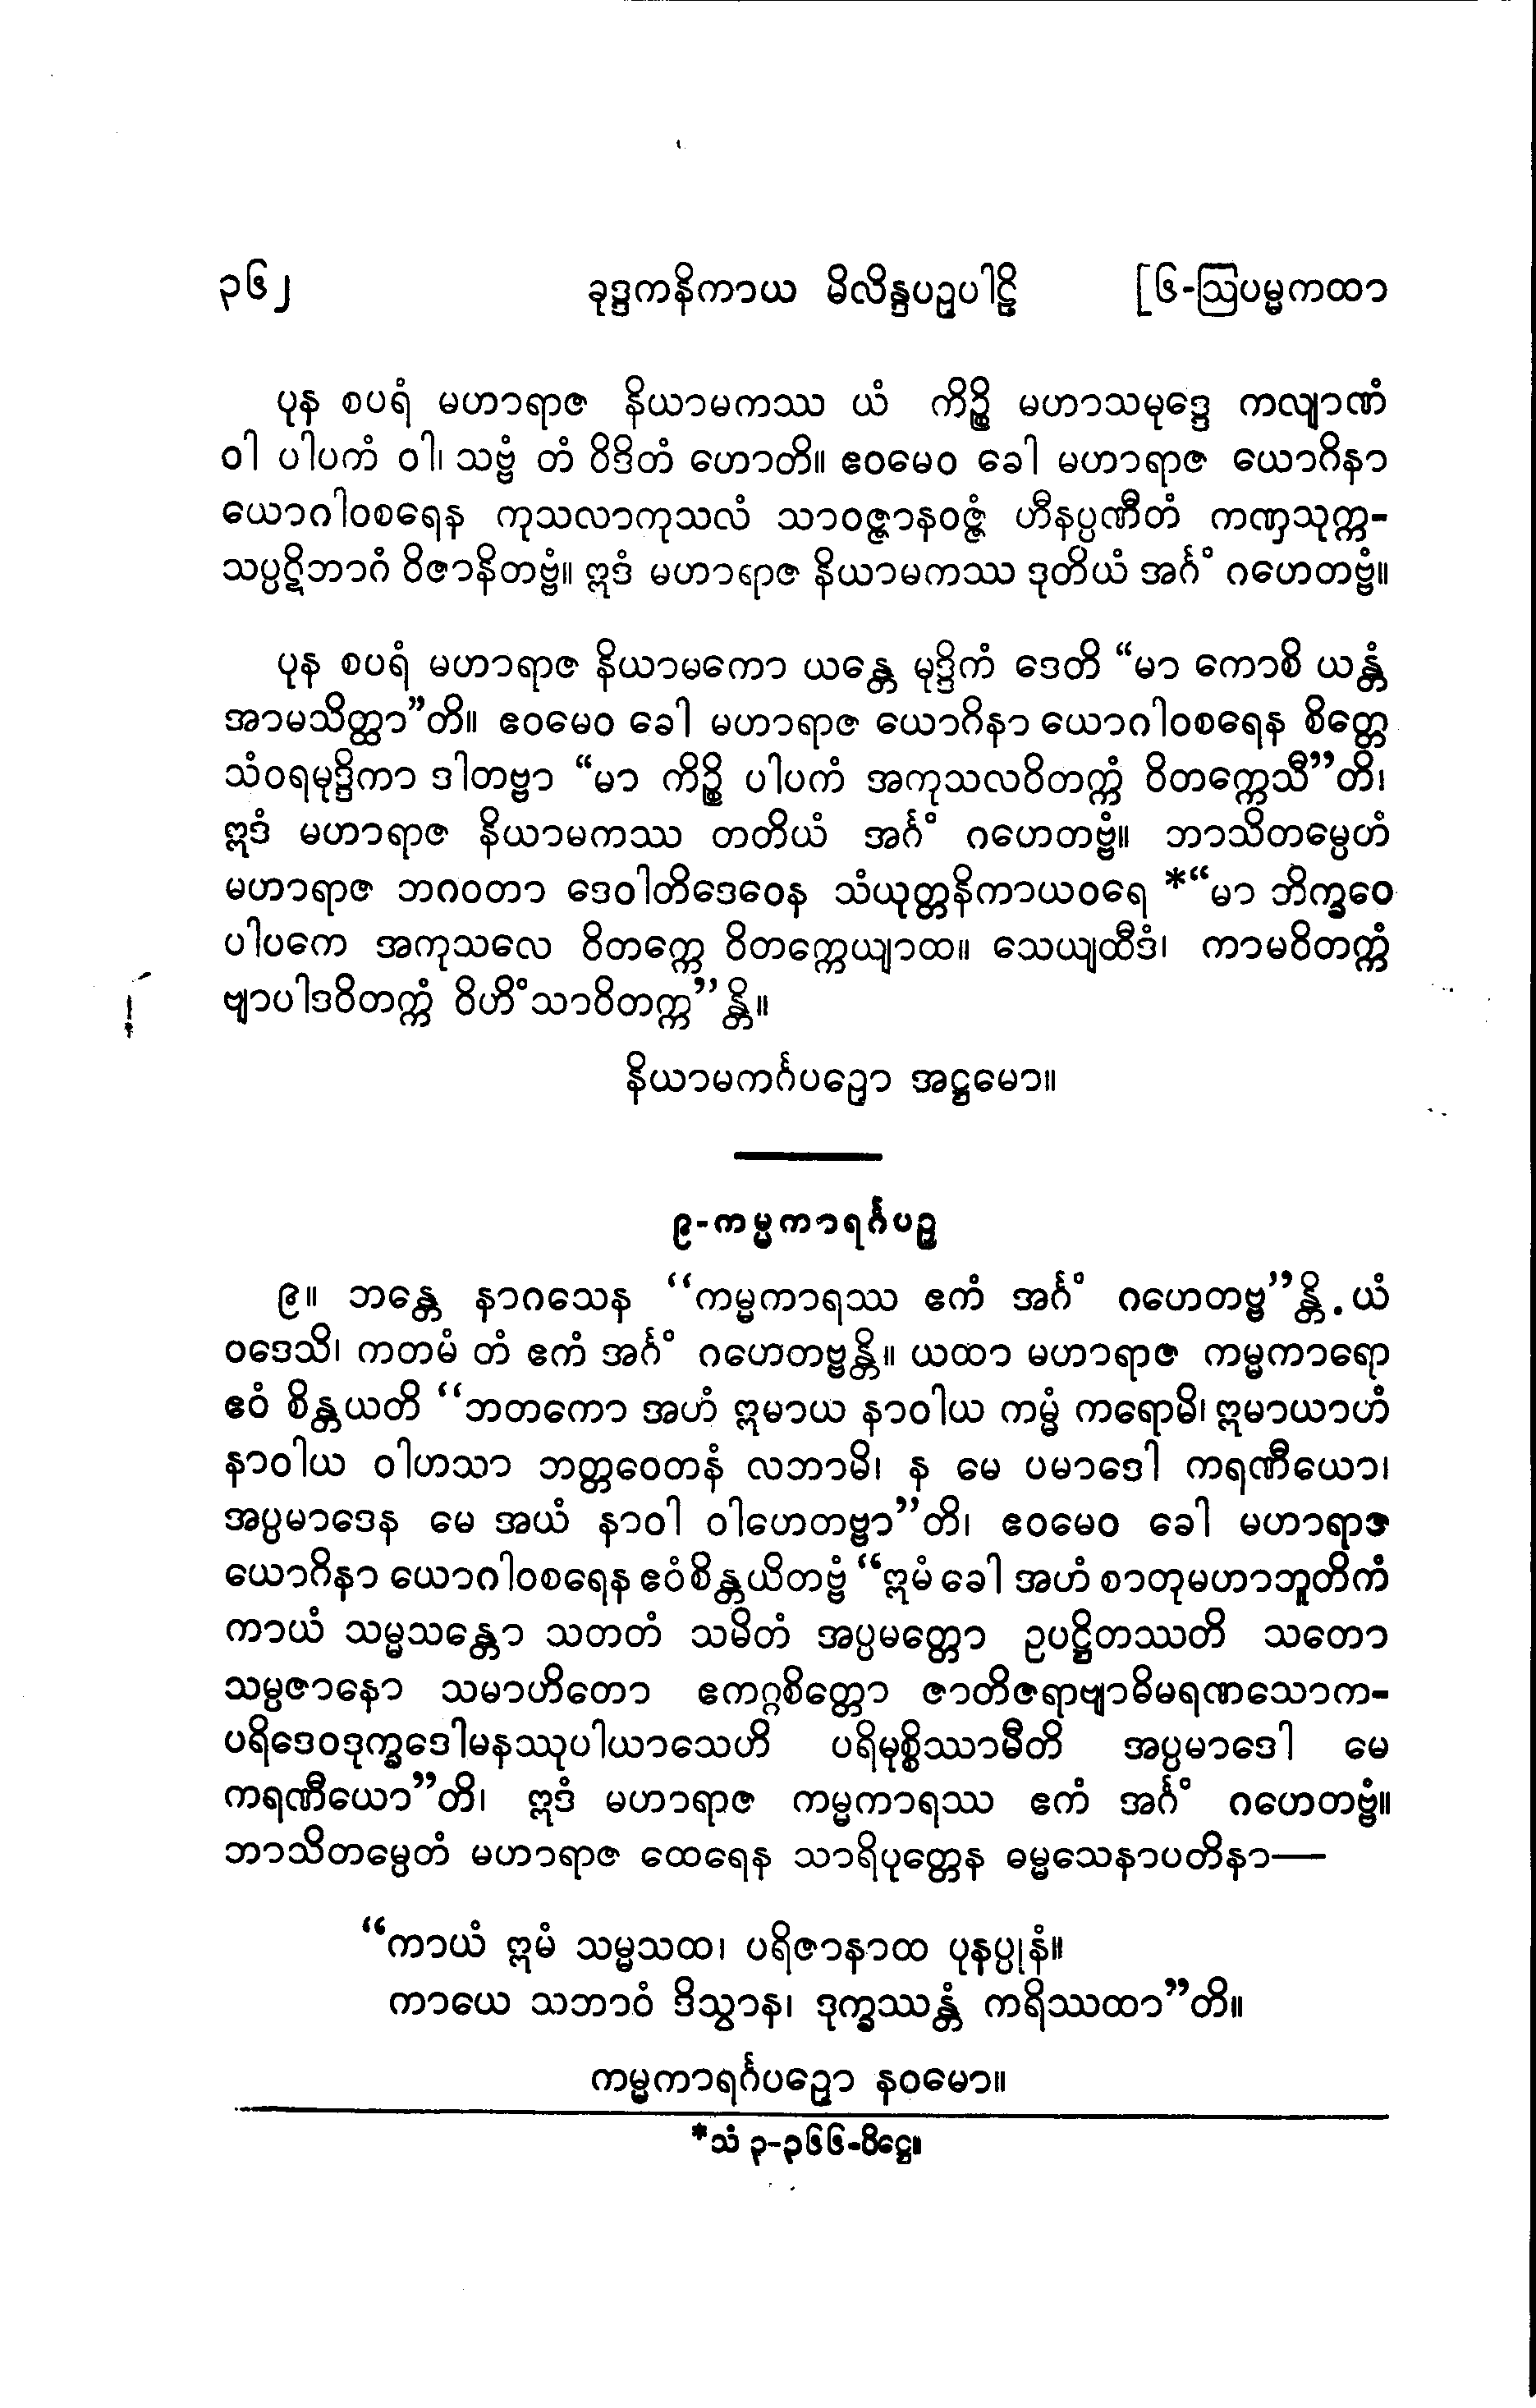 ၃၆၂ ခုဒ္ဒကနိကာယ မိလိန္ဒပဉှပါဠိ [၆-ဩပမ္မကထာ
ပုန စပရံ မဟာရာဇ နိယာမကဿ ယံ ကိဉ္စိ မဟာသမုဒ္ဒေ ကလျာဏံ
ဝါ ပါပကံ ဝါ၊ သဗ္ဗံ တံ ဝိဒိတံ ဟောတိ။ ဧဝမေဝ ခေါ မဟာရာဇ ယောဂိနာ
ယောဂါဝစရေန ကုသလာကုသလံ သာဝဇ္ဇာနဝဇ္ဇံ ဟီနပ္ပဏီတံ ကဏှသုက္က-
သပ္ပဋိဘာဂံ ဝိဇာနိတဗ္ဗံ။ ဣဒံ မဟာရာဇ နိယာမကဿ ဒုတိယံ အင်္ဂံ ဂဟေတဗ္ဗံ။
ပုန စပရံ မဟာရာဇ နိယာမကော ယန္တေ မုဒ္ဒိကံ ဒေတိ “မာ ကောစိ ယန္တံ
အာမသိတ္ထာ”တိ။ ဧဝမေဝ ခေါ မဟာရာဇ ယောဂိနာ ယောဂါဝစရေန စိတ္တေ
သံဝရမုဒ္ဒိကာ ဒါတဗ္ဗာ “မာ ကိဉ္စိ ပါပကံ အကုသလဝိတက္ကံ ဝိတက္ကေသီ”တိ၊
ဣဒံ မဟာရာဇ နိယာမကဿ တတိယံ အင်္ဂံ ဂဟေတဗ္ဗံ။ ဘာသိတမ္ပေဟံ
မဟာရာဇ ဘဂဝတာ ဒေဝါတိဒေဝေန သံယုတ္တနိကာယဝရေ *“မာ ဘိက္ခဝေ
ပါပကေ အကုသလေ ဝိတက္ကေ ဝိတက္ကေယျာထ။ သေယျထီဒံ၊ ကာမဝိတက္ကံ
ဗျာပါဒဝိတက္ကံ ဝိဟိံသာဝိတက္က”န္တိ။
နိယာမကင်္ဂပဉှော အဋ္ဌမော။
၉-ကမ္မကာရင်္ဂပဉှ
၉။ ဘန္တေ နာဂသေန “ကမ္မကာရဿ ဧကံ အင်္ဂံ ဂဟေတဗ္ဗ”န္တိ.ယံ
ဝဒေသိ၊ ကတမံ တံ ဧကံ အင်္ဂံ ဂဟေတဗ္ဗန္တိ။ ယထာ မဟာရာဇ ကမ္မကာရော
ဧဝံ စိန္တယတိ “ဘတကော အဟံ ဣမာယ နာဝါယ ကမ္မံ ကရောမိ၊ ဣမာယာဟံ
နာဝါယ ဝါဟသာ ဘတ္တဝေတနံ လဘာမိ၊ န မေ ပမာဒေါ ကရဏီယော၊
အပ္ပမာဒေန မေ အယံ နာဝါ ဝါဟေတဗ္ဗာ”တိ၊ ဧဝမေဝ ခေါ မဟာရာဇ
ယောဂိနာ ယောဂါဝစရေန ဧဝံစိန္တယိတဗ္ဗံ “ဣမံ ခေါ အဟံ စာတုမဟာဘူတိကံ
ကာယံ သမ္မသန္တော သတတံ သမိတံ အပ္ပမတ္တော ဥပဋ္ဌိတဿတိ သတော
သမ္ပဇာနော သမာဟိတော ဧကဂ္ဂစိတ္တော ဇာတိဇရာဗျာဓိမရဏသောက-
ပရိဒေဝဒုက္ခဒေါမနဿုပါယာသေဟိ ပရိမုစ္စိဿာမီတိ အပ္ပမာဒေါ မေ
ကရဏီယော”တိ၊ ဣဒံ မဟာရာဇ ကမ္မကာရဿ ဧကံ အင်္ဂံ ဂဟေတဗ္ဗံ။
ဘာသိတမ္ပေတံ မဟာရာဇ ထေရေန သာရိပုတ္တေန ဓမ္မသေနာပတိနာ—
“ကာယံ ဣမံ သမ္မသထ၊ ပရိဇာနာထ ပုနပ္ပုနံ။
ကာယေ သဘာဝံ ဒိသွာန၊ ဒုက္ခဿန္တံ ကရိဿထာ”တိ။
ကမ္မကာရင်္ဂပဉှော နဝမော။
*သံ ၃-၃၆၆-ပိဋ္ဌေ။